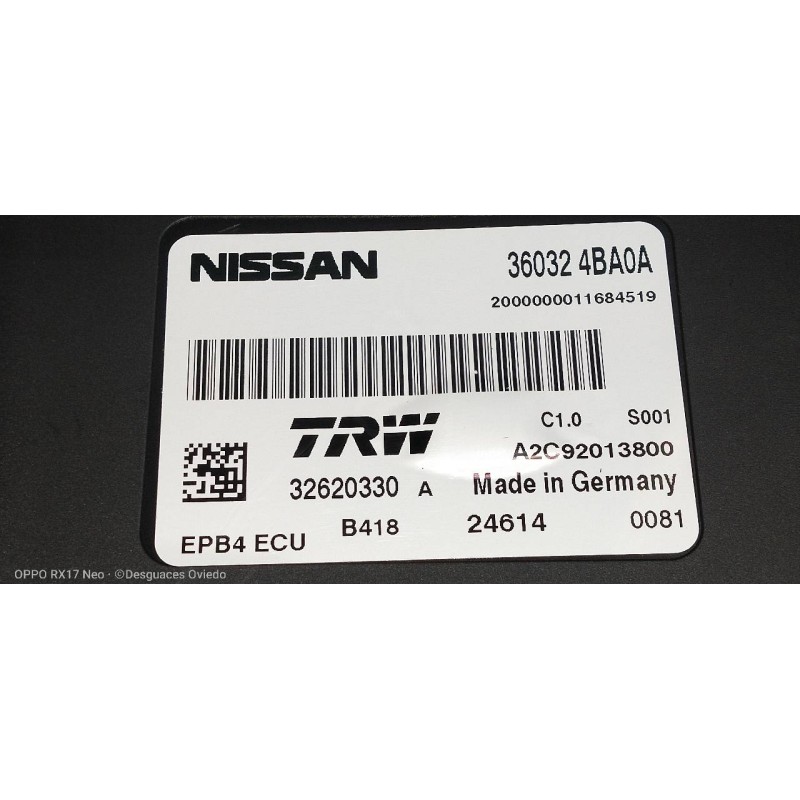 NISSAN 36032 4BA0A
2000000011684519
TRW C1.0 S001
A2C92013800
32620330 A Made in Germany
EPB4 ECU B418 24614 0081
OPPO RX17 Neo · ©Desguaces Oviedo